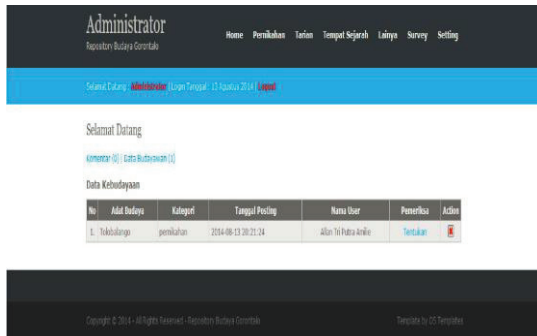 Administrator
Repository Budaya Gorontalo
Home Pernikahan Tarian Tempat Sejarah Lainya Survey Setting
Selamat Datang : Administrator | Login Tanggal : 13 Agustus 2014 | Logout
Selamat Datang
Komentar (0) | Data Budayawan (1)
Data Kebudayaan
No Adat Budaya Kategori Tanggal Posting Nama User Pemeriksa Action
1. Tolobalango pernikahan 2014-08-13 20:21:24 Allan Tri Putra Amilie Tentukan
Copyright © 2014 - All Rights Reserved - Repository Budaya Gorontalo
Template by OS Templates